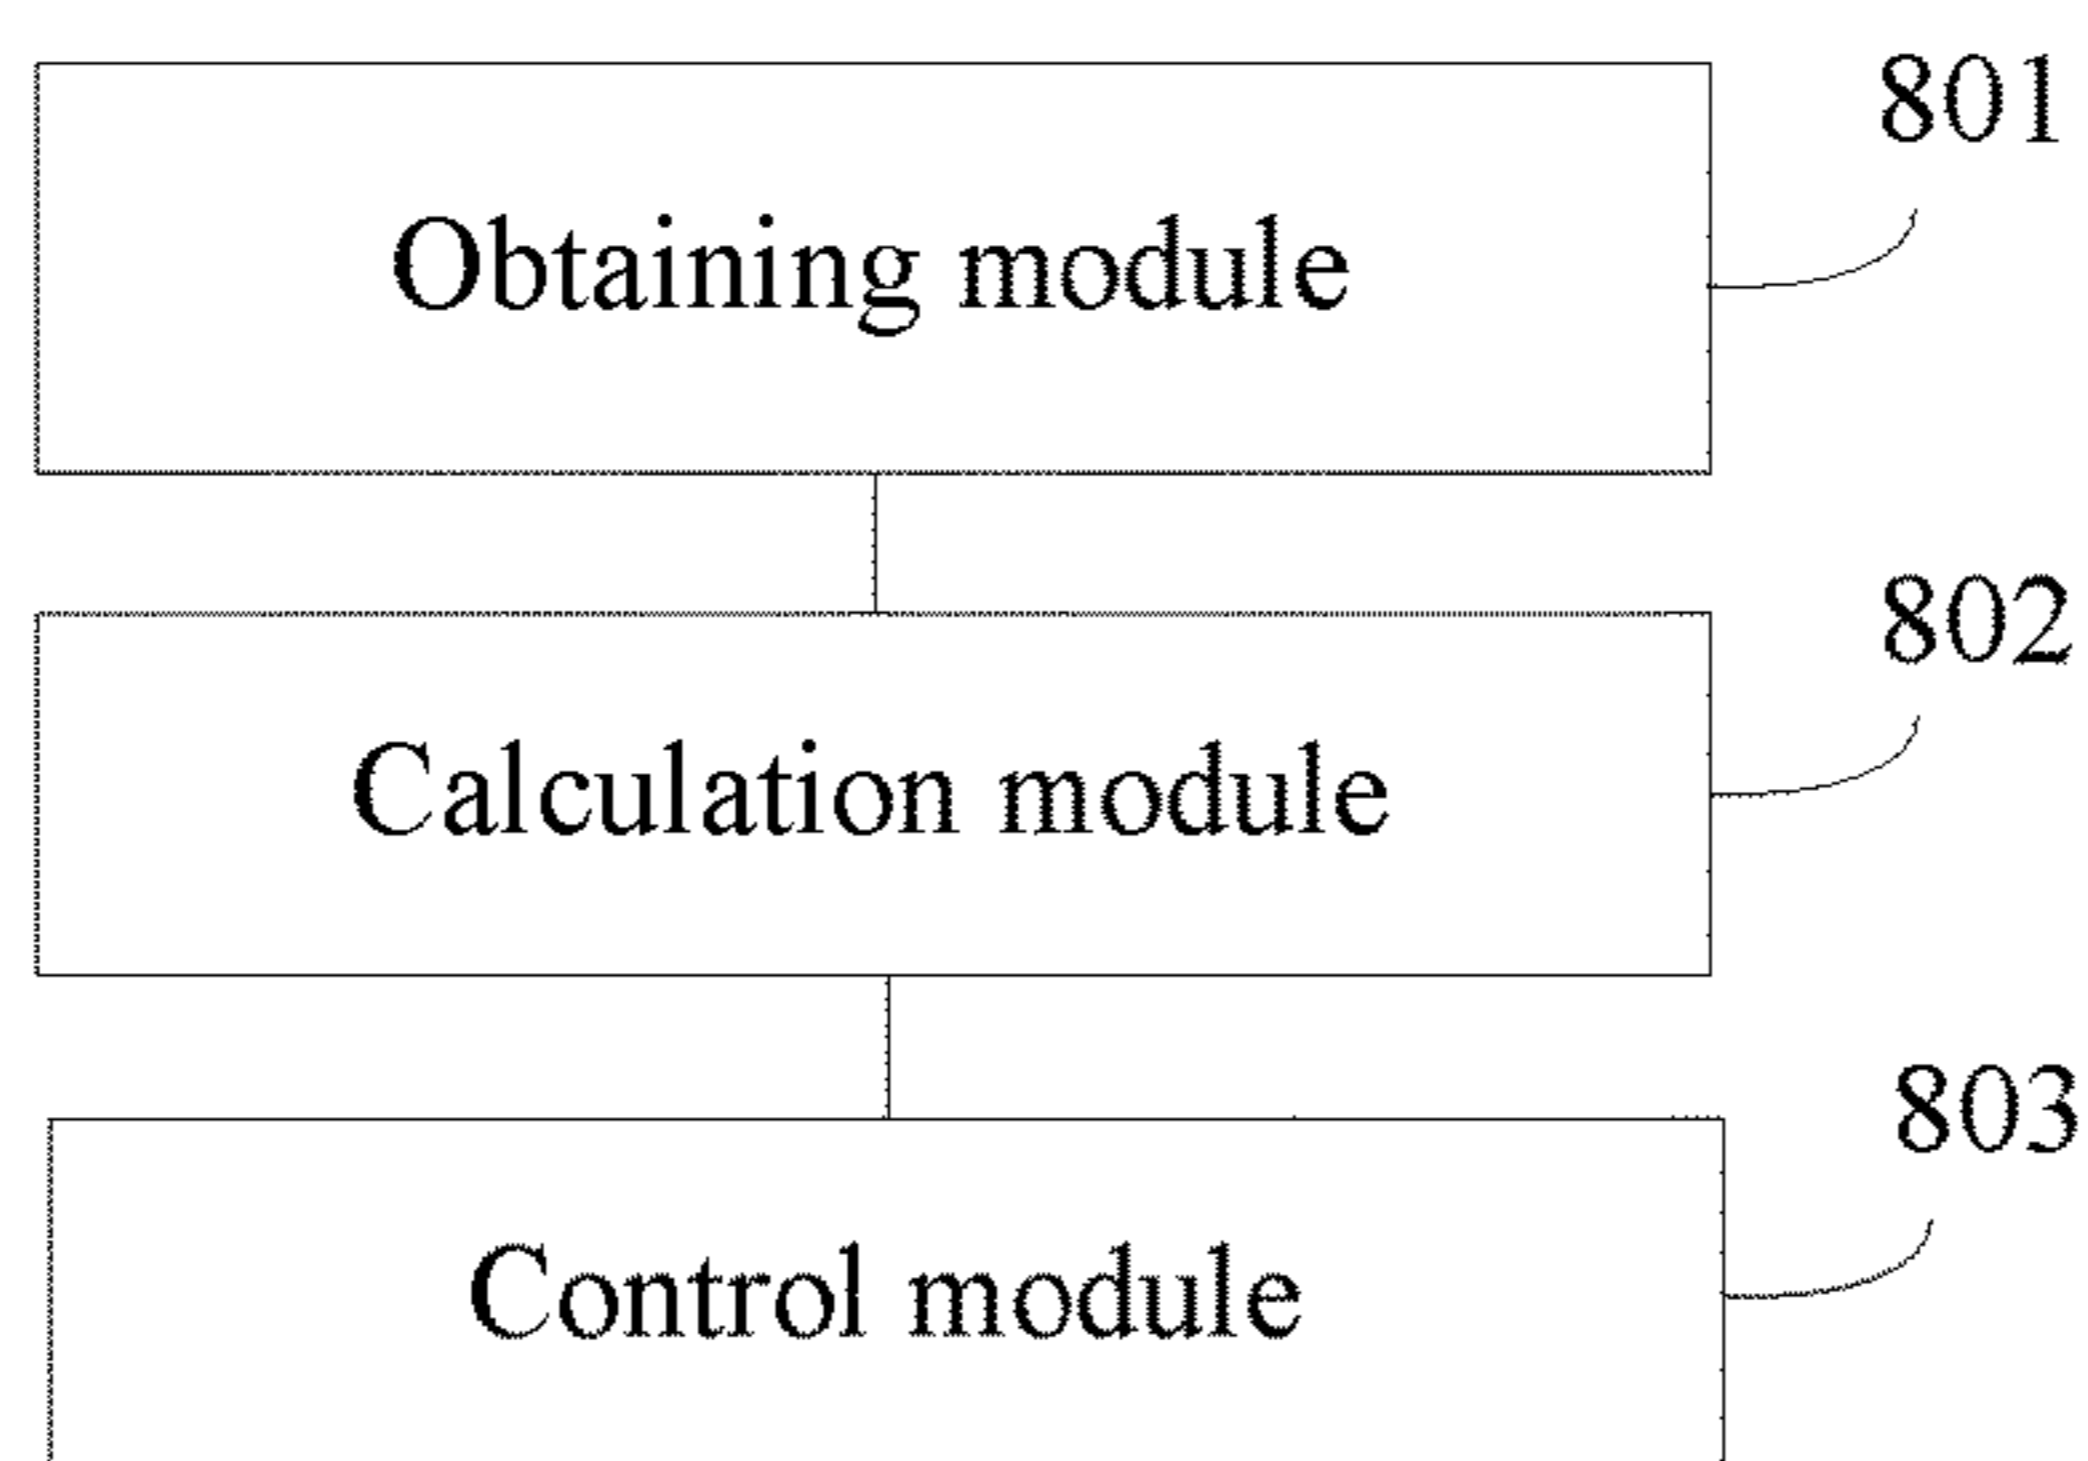 801
Obtaining module
802
Calculation module
803
Control module